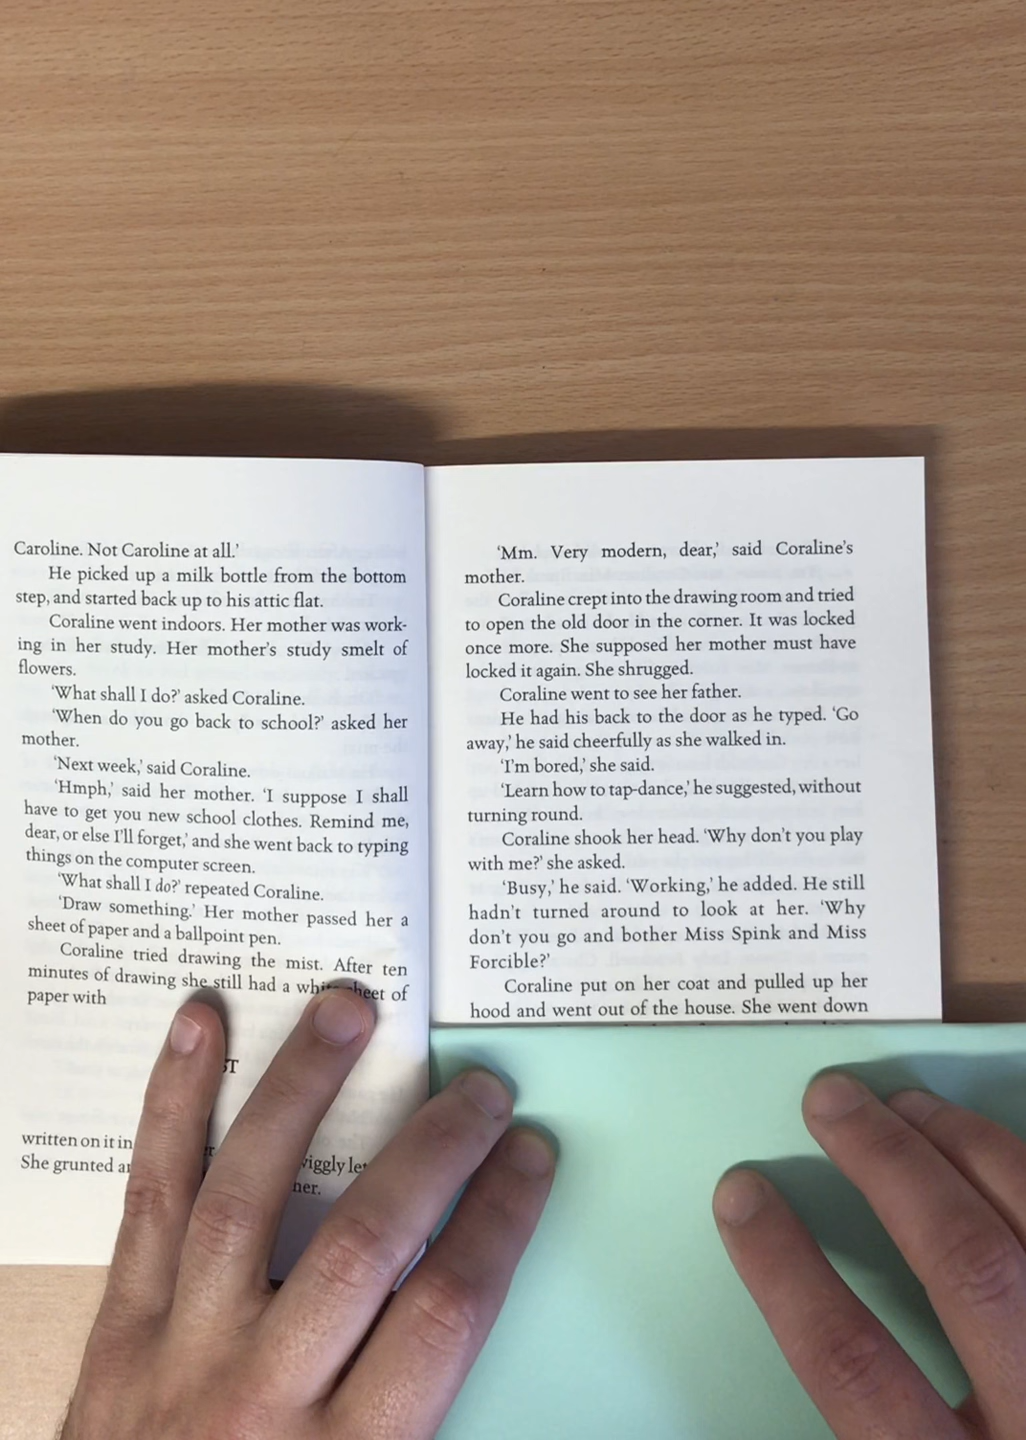 Caroline. Not Caroline at all.'
He picked up a milk bottle from the bottom
step, and started back up to his attic flat.
Coraline went indoors. Her mother was work-
ing in her study. Her mother's study smelt of
flowers.
'What shall I do?' asked Coraline.
'When do you go back to school?' asked her
mother.
'Next week,' said Coraline.
'Hmph,' said her mother. 'I suppose I shall
have to get you new school clothes. Remind me,
dear, or else I'll forget,' and she went back to typing
things on the computer screen.
'What shall I do?' repeated Coraline.
'Draw something.' Her mother passed her a
sheet of paper and a ballpoint pen.
Coraline tried drawing the mist. After ten
minutes of drawing she still had a white sheet of
paper with
ST
written on it in
She grunted
'Mm. Very modern, dear,' said Coraline's
mother.
Coraline crept into the drawing room and tried
to open the old door in the corner. It was locked
once more. She supposed her mother must have
locked it again. She shrugged.
Coraline went to see her father.
He had his back to the door as he typed. 'Go
away,' he said cheerfully as she walked in.
'I'm bored,' she said.
'Learn how to tap-dance,' he suggested, without
turning round.
Coraline shook her head. 'Why don't you play
with me?' she asked.
'Busy,' he said. 'Working,' he added. He still
hadn't turned around to look at her. 'Why
don't you go and bother Miss Spink and Miss
Forcible?'
Coraline put on her coat and pulled up her
hood and went out of the house. She went down